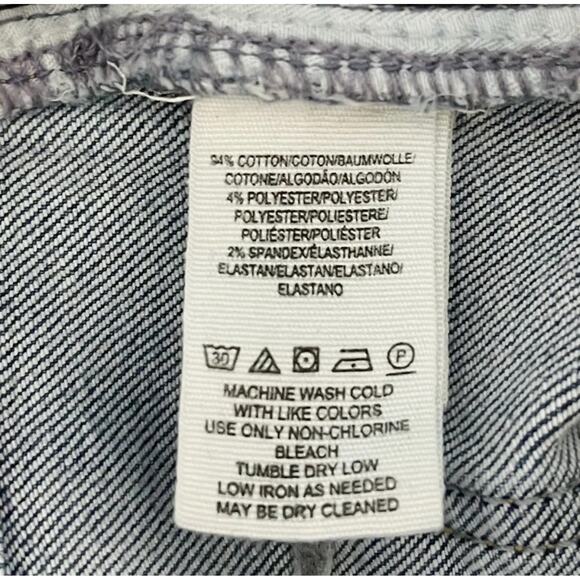 94% COTTON/COTON/BAUMWOLLE/
COTONE/ALGODÃO/ALGODÓN
4% POLYESTER/POLYESTER/
POLYESTER/POLIESTERE/
POLIÉSTER/POLIÉSTER
2% SPANDEX/ÉLASTHANNE/
ELASTAN/ELASTAN/ELASTANO/
ELASTANO
30 P
MACHINE WASH COLD
WITH LIKE COLORS
USE ONLY NON-CHLORINE
BLEACH
TUMBLE DRY LOW
LOW IRON AS NEEDED
MAY BE DRY CLEANED